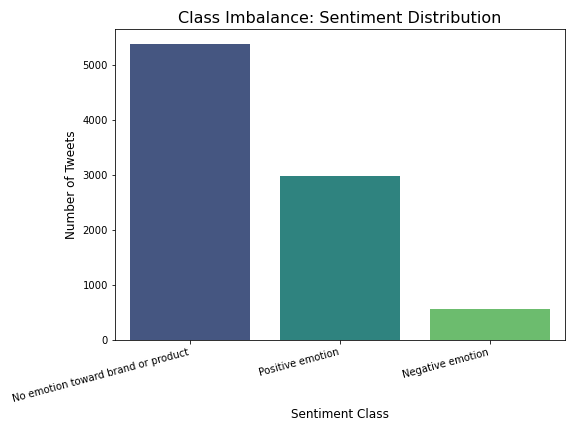 Class Imbalance: Sentiment Distribution
Number of Tweets
5000
4000
3000
2000
1000
0
No emotion toward brand or product
Positive emotion
Negative emotion
Sentiment Class